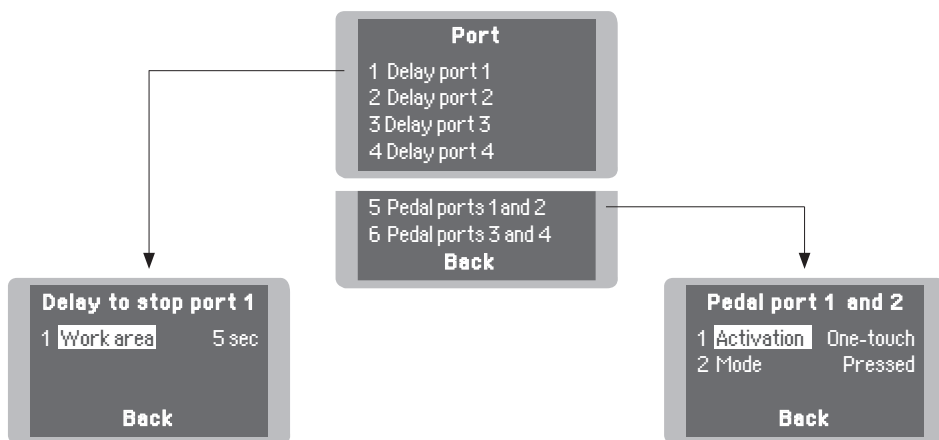 Port
1 Delay port 1
2 Delay port 2
3 Delay port 3
4 Delay port 4
5 Pedal ports 1 and 2
6 Pedal ports 3 and 4
Back
Delay to stop port 1
1 Work area 5 sec
Back
Pedal port 1 and 2
1 Activation One-touch
2 Mode Pressed
Back